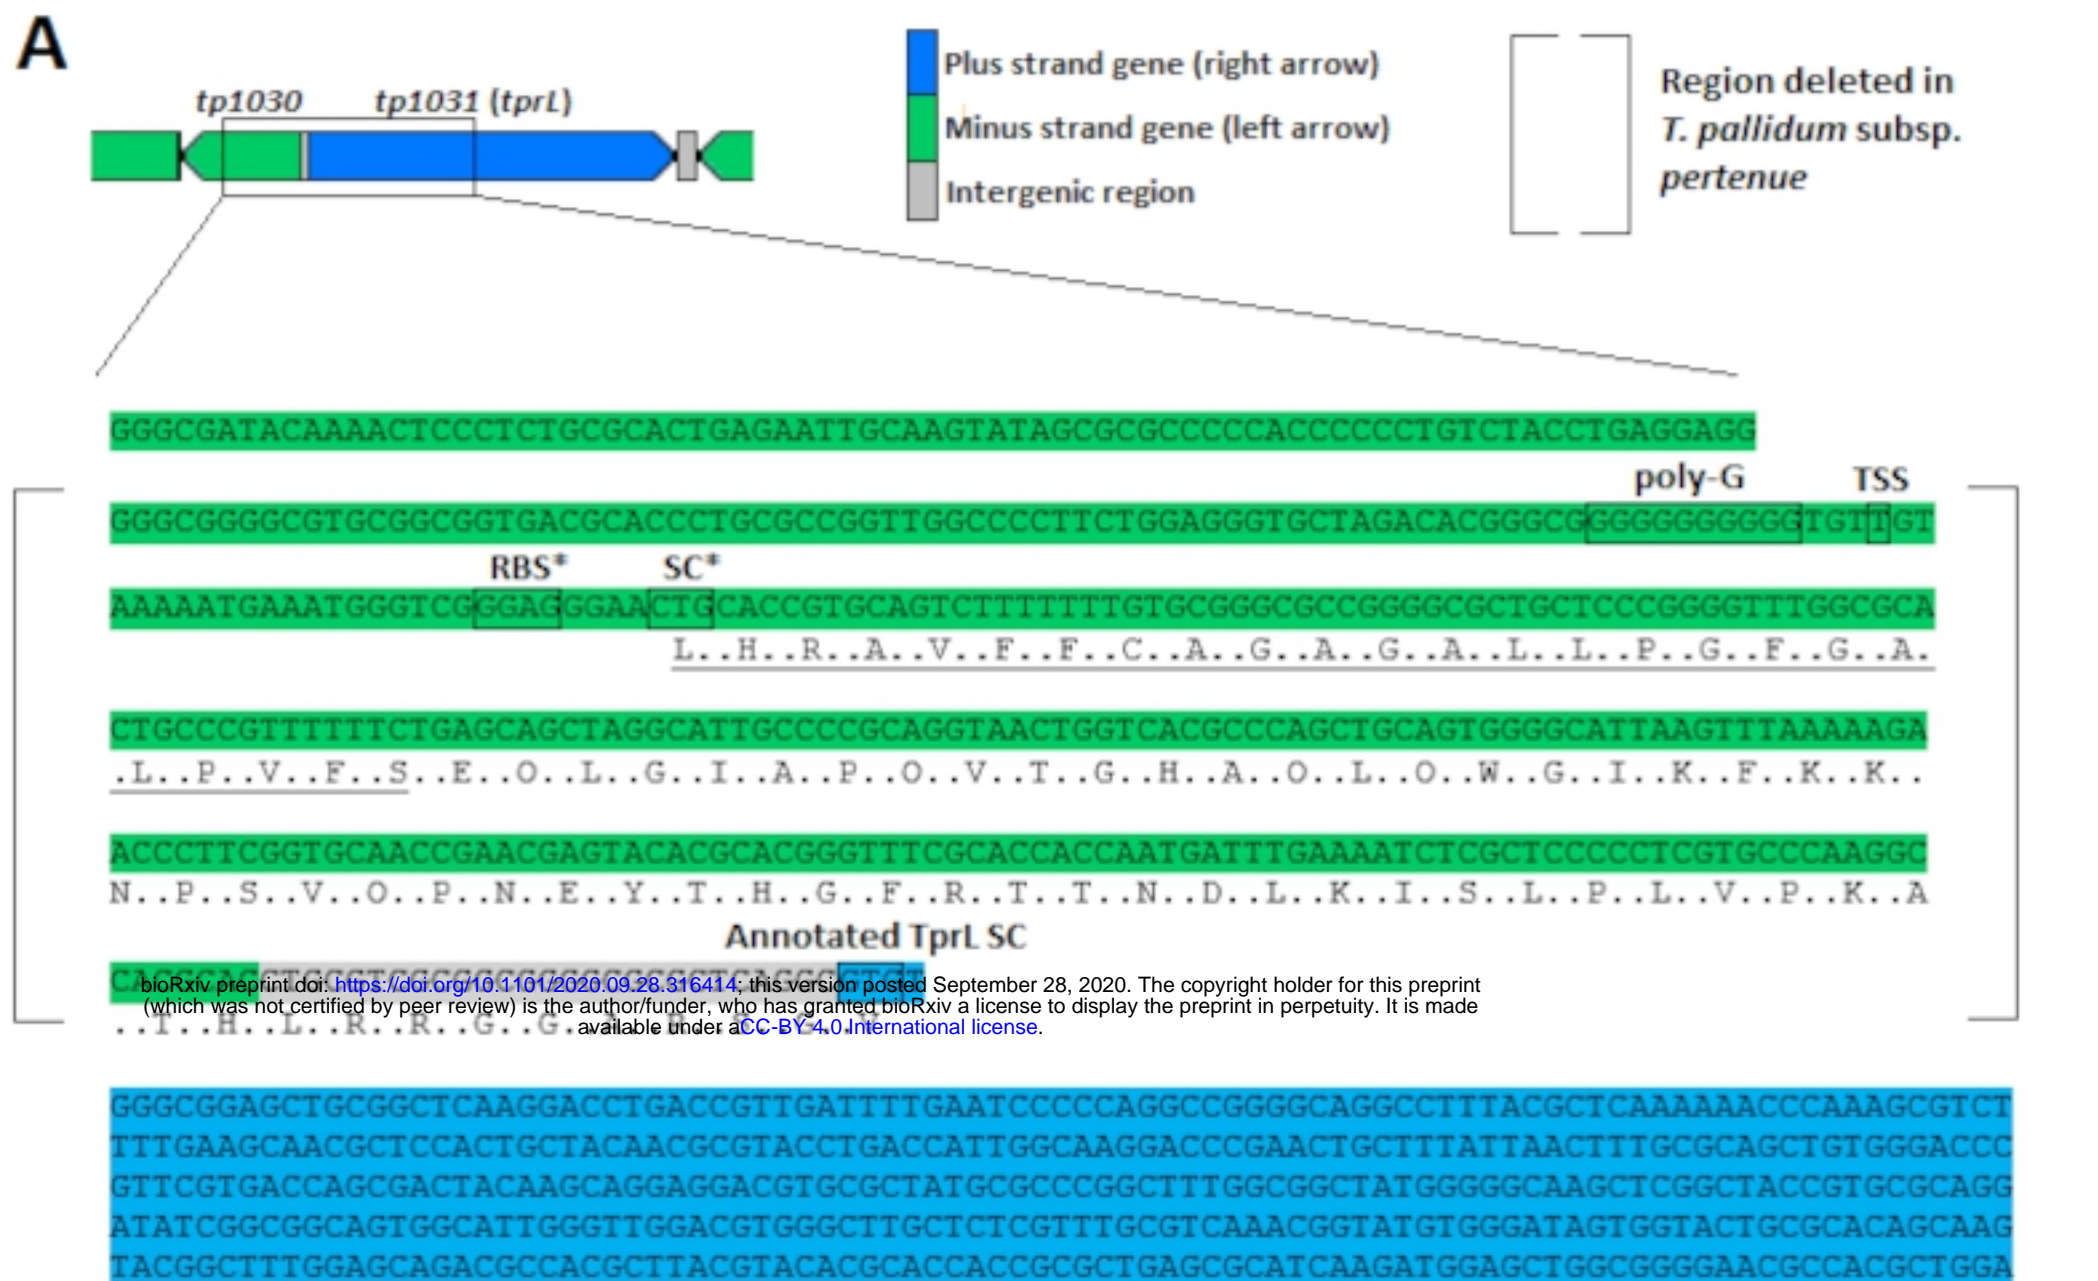 A
tp1030
tp1031 (tprL)
Plus strand gene (right arrow)
Minus strand gene (left arrow)
Intergenic region
Region deleted in
T. pallidum subsp.
pertenue
GGGCGATACAAAACTCCCTCTGCGCACTGAGAATTGCAAGTATAGCGCGCCCCCACCCCCCTGTCTACCTGAGGAGG
poly-G TSS
GGGCGGGGCGTGCGGCGGTGACGCACCCTGCGCCGGTTGGCCCCTTCTGGAGGGTGCTAGACACGGGCGGGGGGGGGGGTGTTGT
RBS* SC*
AAAAATGAAATGGGTCGGGAGGGAACTGCACCGTGCAGTCTTTTTTTGTGCGGGCGCCGGGGCGCTGCTCCCGGGGTTTGGCGCA
L..H..R..A..V..F..F..C..A..G..A..G..A..L..L..P..G..F..G..A.
CTGCCCGTTTTTTCTGAGCAGCTAGGCATTGCCCCGCAGGTAACTGGTCACGCCCAGCTGCAGTGGGGCATTAAGTTTAAAAAGA
.L..P..V..F..S..E..O..L..G..I..A..P..O..V..T..G..H..A..O..L..O..W..G..I..K..F..K..K..
ACCCTTCGGTGCAACCGAACGAGTACACGCACGGGTTTCGCACCACCAATGATTTGAAAATCTCGCTCCCCCTCGTGCCCAAGGC
N..P..S..V..O..P..N..E..Y..T..H..G..F..R..T..T..N..D..L..K..I..S..L..P..L..V..P..K..A
Annotated TprL SC
bioRxiv preprint doi: https://doi.org/10.1101/2020.09.28.316414; this version posted September 28, 2020. The copyright holder for this preprint
(which was not certified by peer review) is the author/funder, who has granted bioRxiv a license to display the preprint in perpetuity. It is made
..T..H..L..R..R..G..G.
available under aCC-BY 4.0 International license.
GGGCGGAGCTGCGGCTCAAGGACCTGACCGTTGATTTTGAATCCCCCAGGCCGGGGCAGGCCTTTACGCTCAAAAAACCCAAAGCGTCT
TTTGAAGCAACGCTCCACTGCTACAACGCGTACCTGACCATTGGCAAGGACCCGAACTGCTTTATTAACTTTGCGCAGCTGTGGGACCC
GTTCGTGACCAGCGACTACAAGCAGGAGGACGTGCGCTATGCGCCCGGCTTTGGCGGCTATGGGGGCAAGCTCGGCTACCGTGCGCAGG
ATATCGGCGGCAGTGGCATTGGGTTGGACGTGGGCTTGCTCTCGTTTGCGTCAAACGGTATGTGGGATAGTGGTACTGCGCACAGCAAG
TACGGCTTTGGAGCAGACGCCACGCTTACGTACACGCACCACCGCGCTGAGCGCATCAAGATGGAGCTGGCGGGGAACGCCACGCTGGA